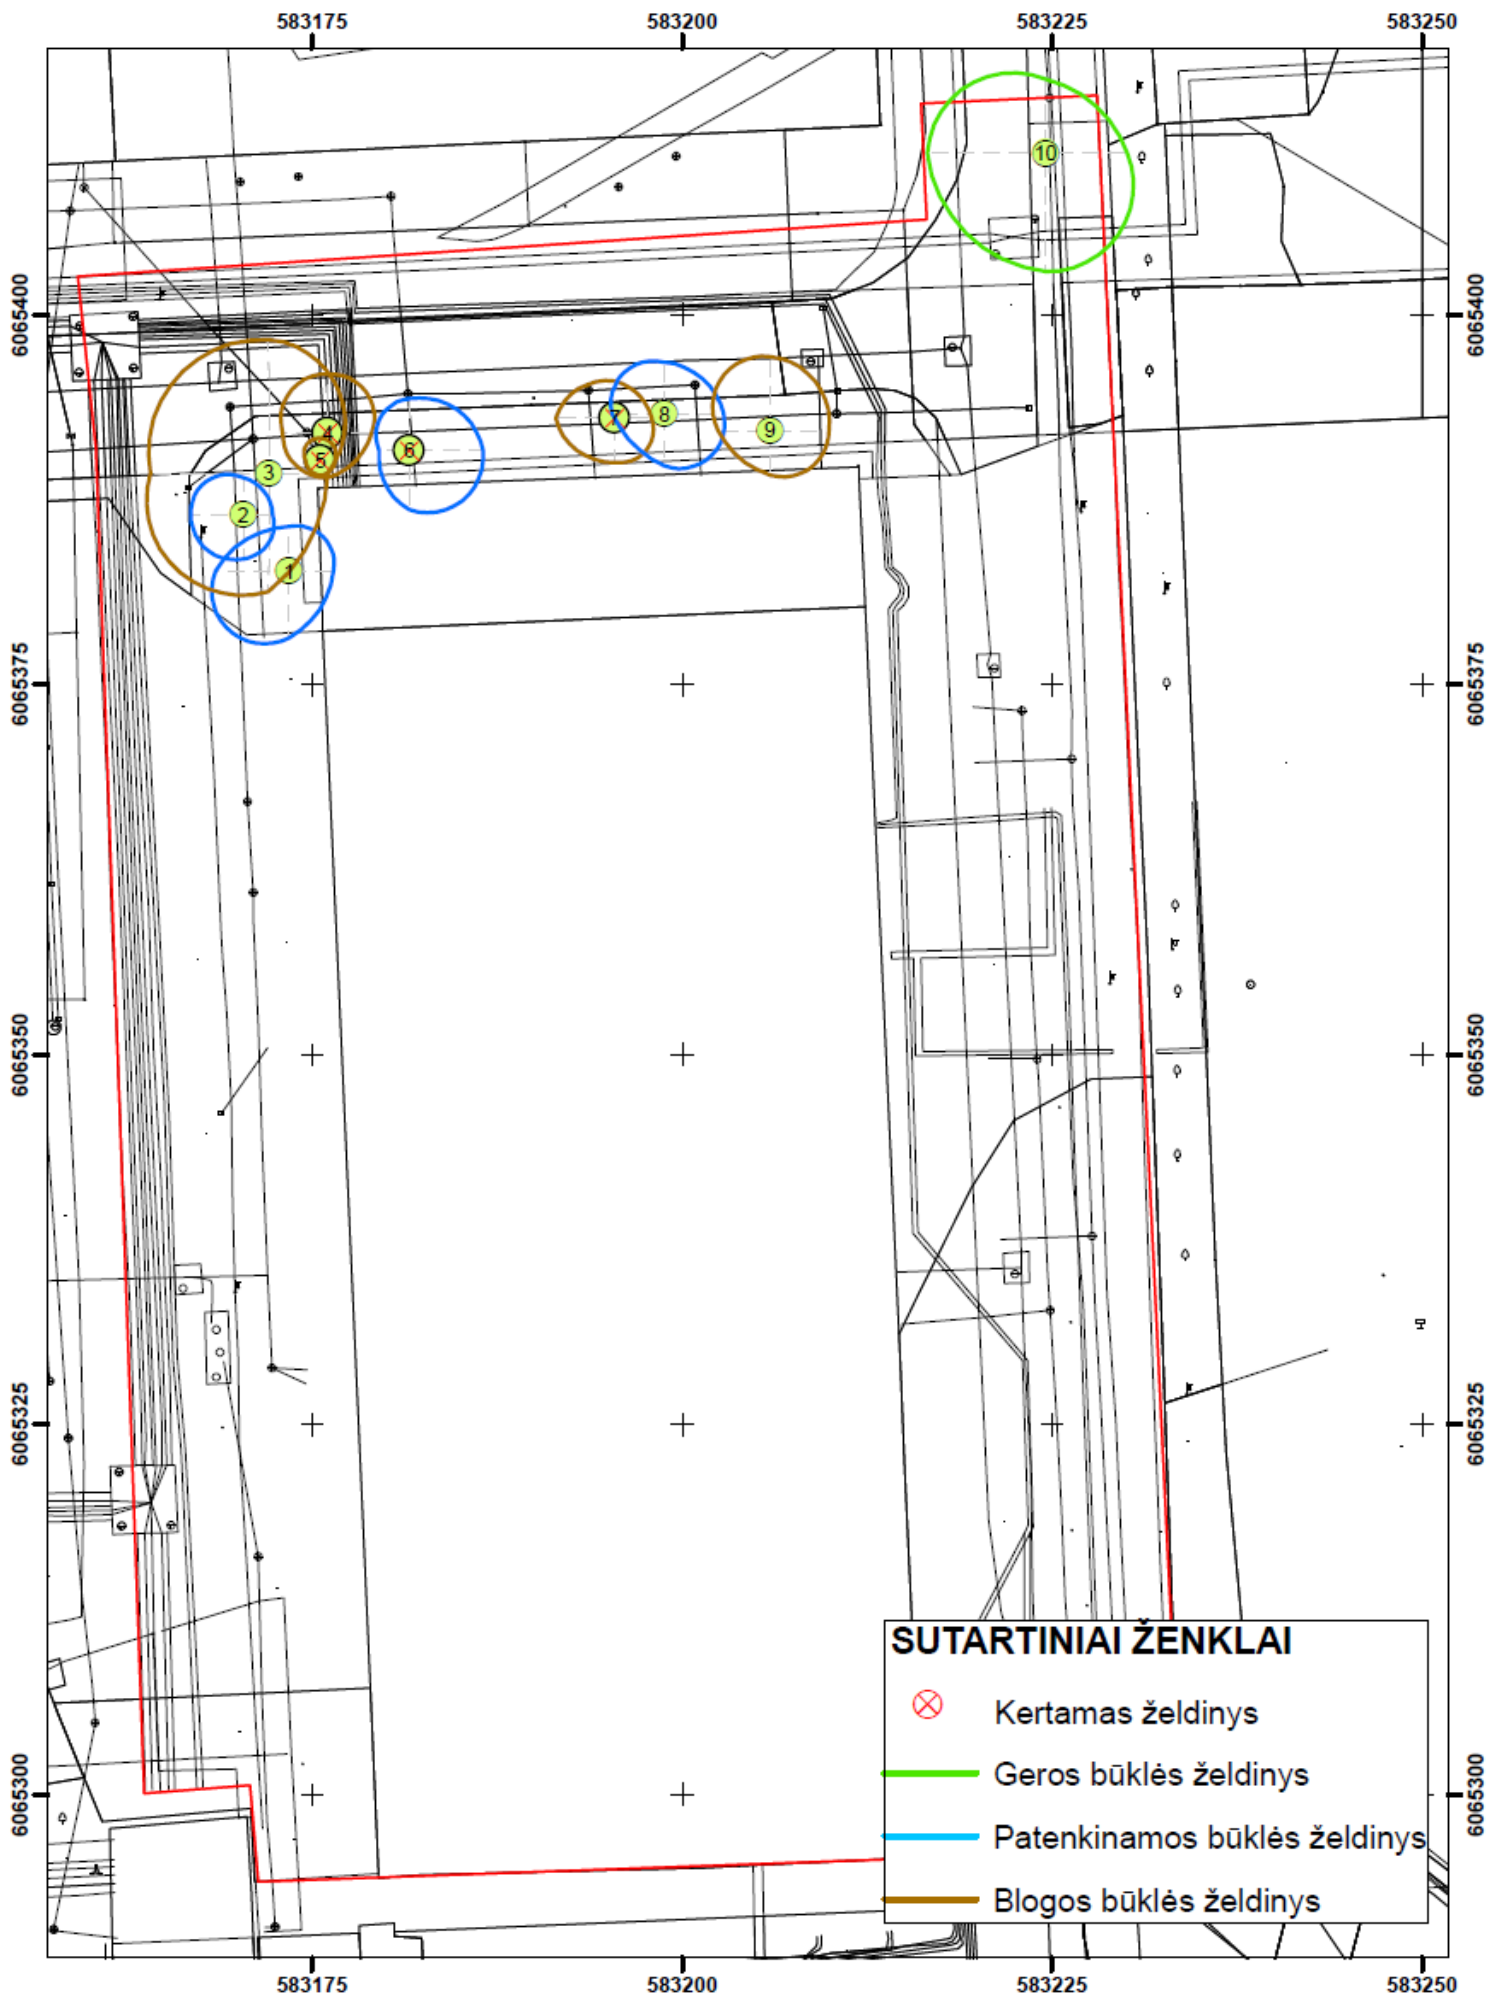 583175 583200 583225 583250
10
6065400 6065400
4 7 8
5 6 9
3
2
1
6065375 6065375
6065350 6065350
6065325 6065325
SUTARTINIAI ŽENKLAI
Kertamas želdinys
Geros būklės želdinys
6065300 6065300
Patenkinamos būklės želdinys
Blogos būklės želdinys
583175 583200 583225 583250